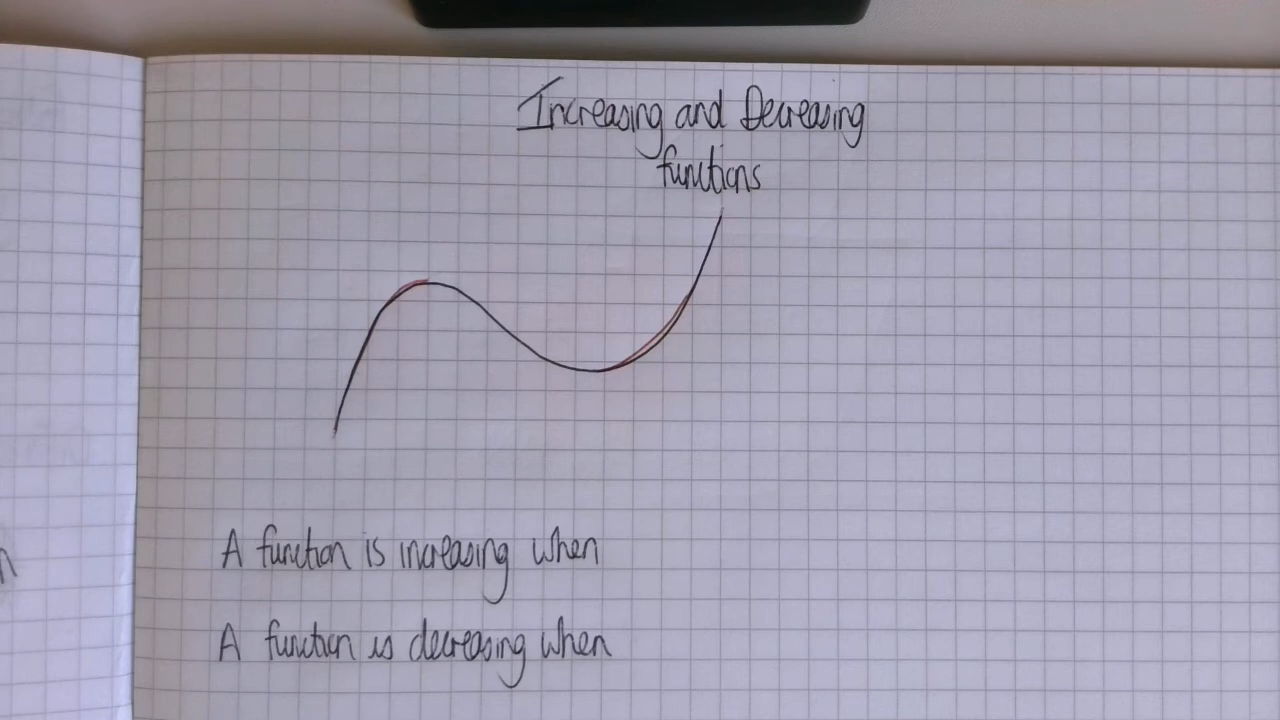 Increasing and Decreasing
functions
A function is increasing when
A function is decreasing when